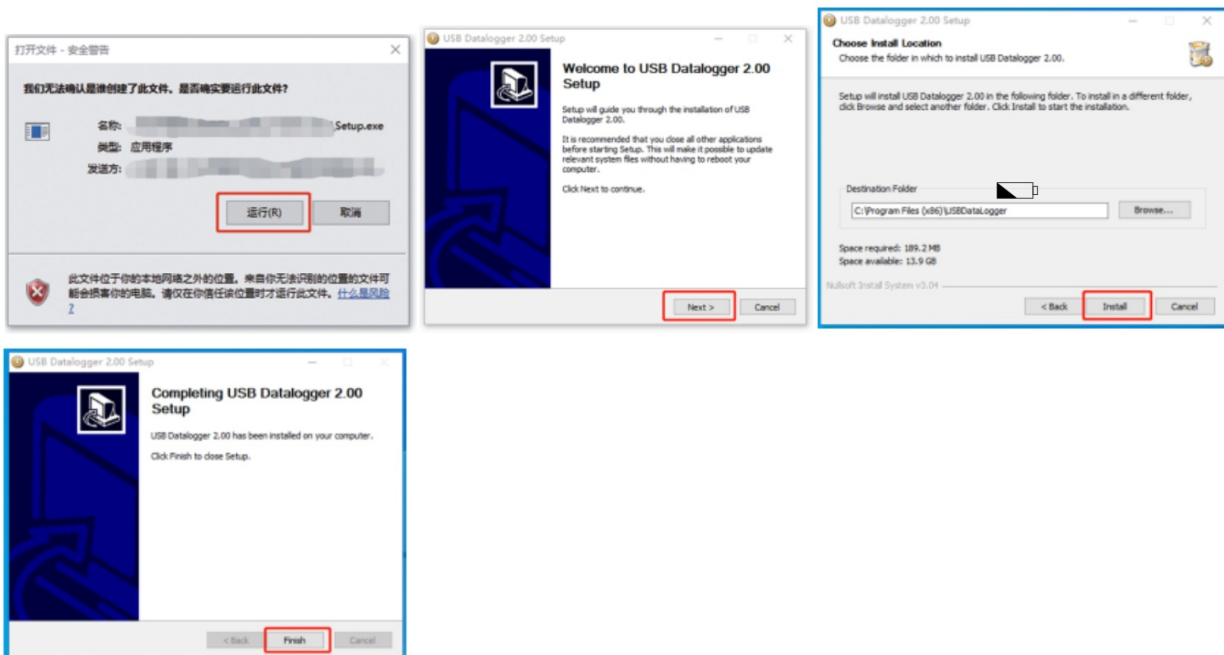 打开文件 - 安全警告
我们无法确认是谁创建了此文件。是否确实要运行此文件?
名称: Setup.exe
类型: 应用程序
发送方:
运行(R)
取消
此文件位于你的本地网络之外的位置。来自你无法识别的位置的文件可
能会损害你的电脑。请仅在你信任该位置时才运行此文件。什么是风险
?
USB Datalogger 2.00 Setup
Welcome to USB Datalogger 2.00
Setup
Setup will guide you through the installation of USB
Datalogger 2.00.
It is recommended that you close all other applications
before starting Setup. This will make it possible to update
relevant system files without having to reboot your
computer.
Click Next to continue.
Next >
Cancel
USB Datalogger 2.00 Setup
Choose Install Location
Choose the folder in which to install USB Datalogger 2.00.
Setup will install USB Datalogger 2.00 in the following folder. To install in a different folder,
click Browse and select another folder. Click Install to start the installation.
Destination Folder
C:\Program Files (x86)\USBDataLogger
Browse...
Space required: 189.2 MB
Space available: 13.9 GB
Nullsoft Install System v3.04
< Back
Install
Cancel
USB Datalogger 2.00 Setup
Completing USB Datalogger 2.00
Setup
USB Datalogger 2.00 has been installed on your computer.
Click Finish to close Setup.
< Back
Finish
Cancel